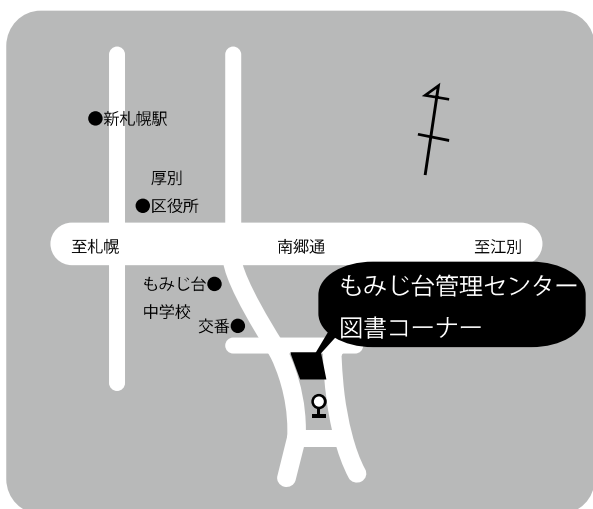 新札幌駅
厚別
区役所
至札幌
南郷通
至江別
もみじ台
中学校
交番
もみじ台管理センター
図書コーナー